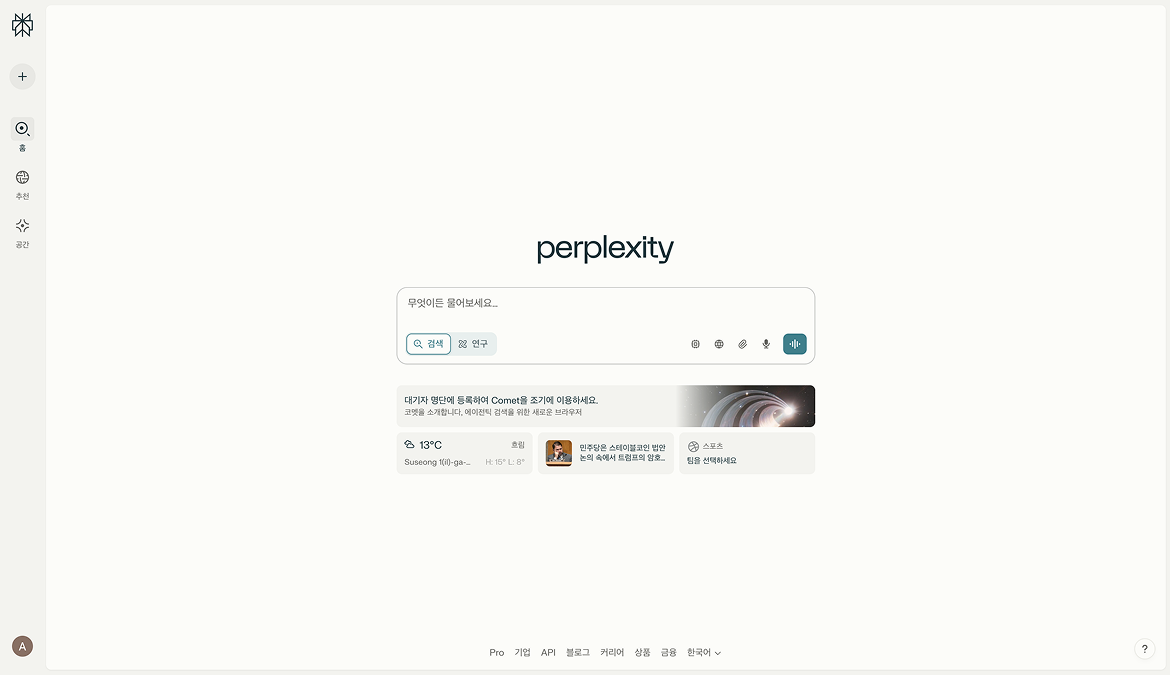 홈
추천
공간
A
perplexity
무엇이든 물어보세요...
검색 연구
대기자 명단에 등록하여 Comet을 조기에 이용하세요.
코멧을 소개합니다, 에이전틱 검색을 위한 새로운 브라우저
13°C 흐림
Suseong 1(il)-ga-... H: 15° L: 8°
민주당은 스테이블코인 법안
논의 속에서 트럼프의 암호...
스포츠
팀을 선택하세요
Pro 기업 API 블로그 커리어 상품 금융 한국어
?